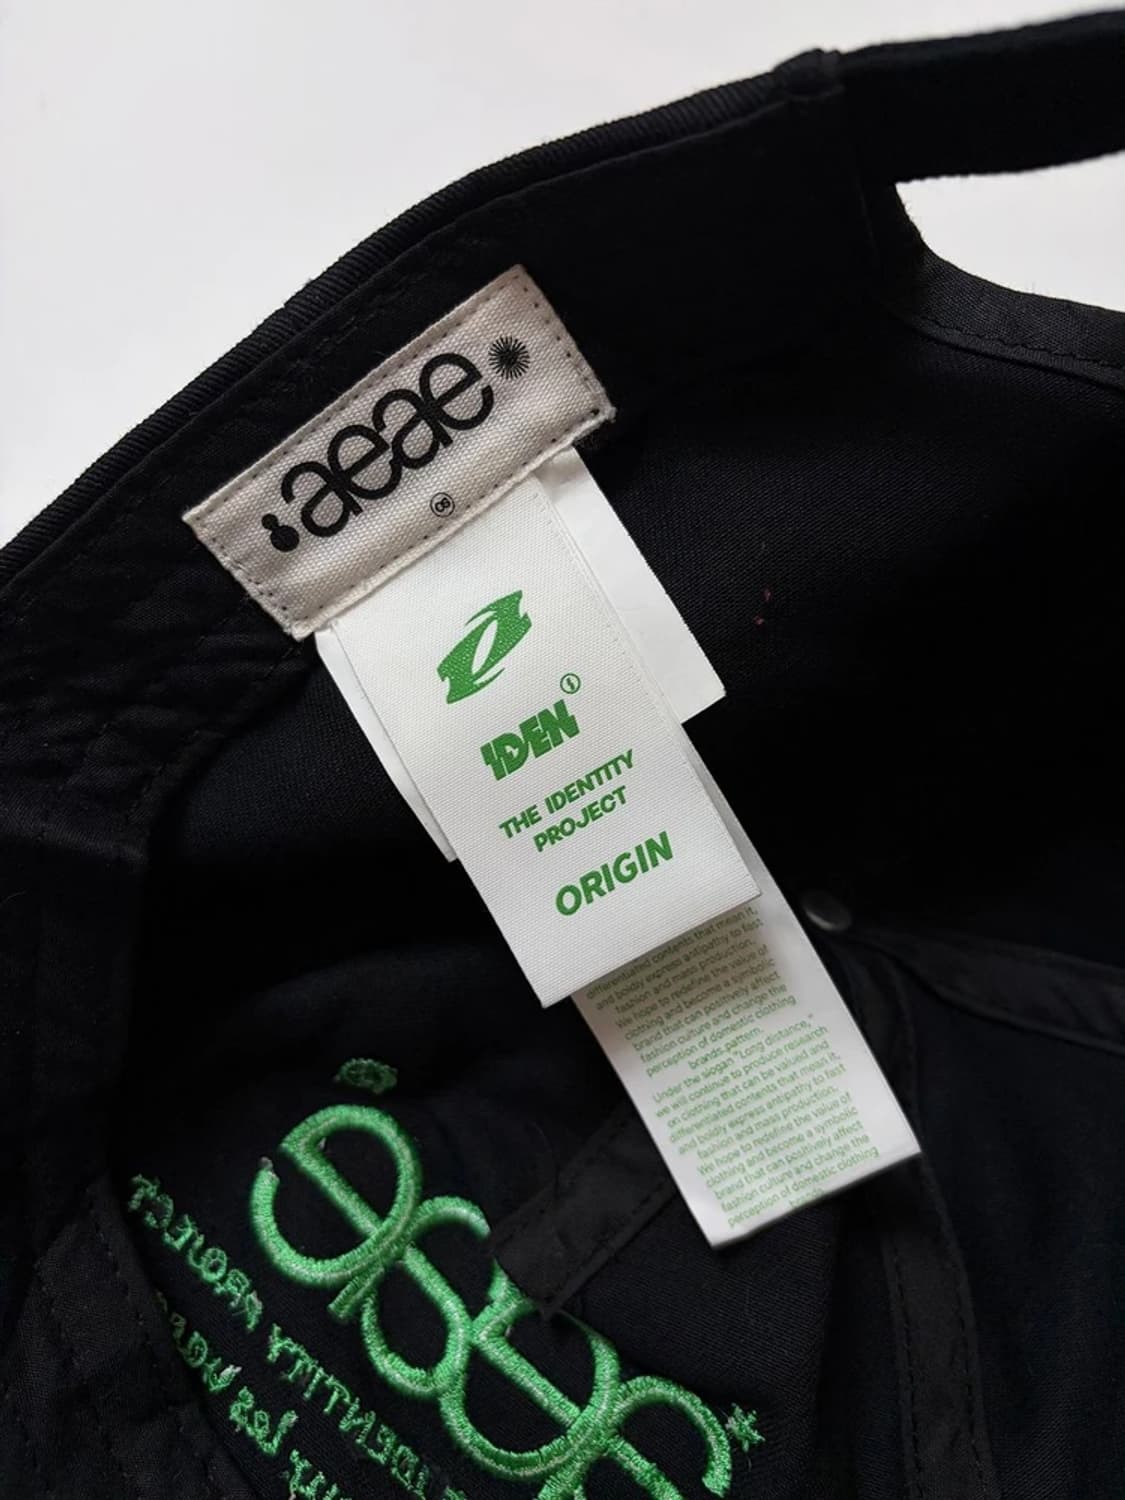 aeae
08
IDEN
THE IDENTITY
PROJECT
ORIGIN
differentiated contents that mean it,
and boldly express antipathy to fast
fashion and mass production.
We hope to redefine the value of
clothing and become a symbolic
brand that can positively affect
fashion culture and change the
perception of domestic clothing
brands.pattern.
Under the slogan "Long distance,"
we will continue to produce research
on clothing that can be valued and
differentiated contents that mean it,
and boldly express antipathy to fast
fashion and mass production.
We hope to redefine the value of
clothing and become a symbolic
brand that can positively affect
fashion culture and change the
perception of domestic clothing
brands
aeae
IDENTITY PROJECT